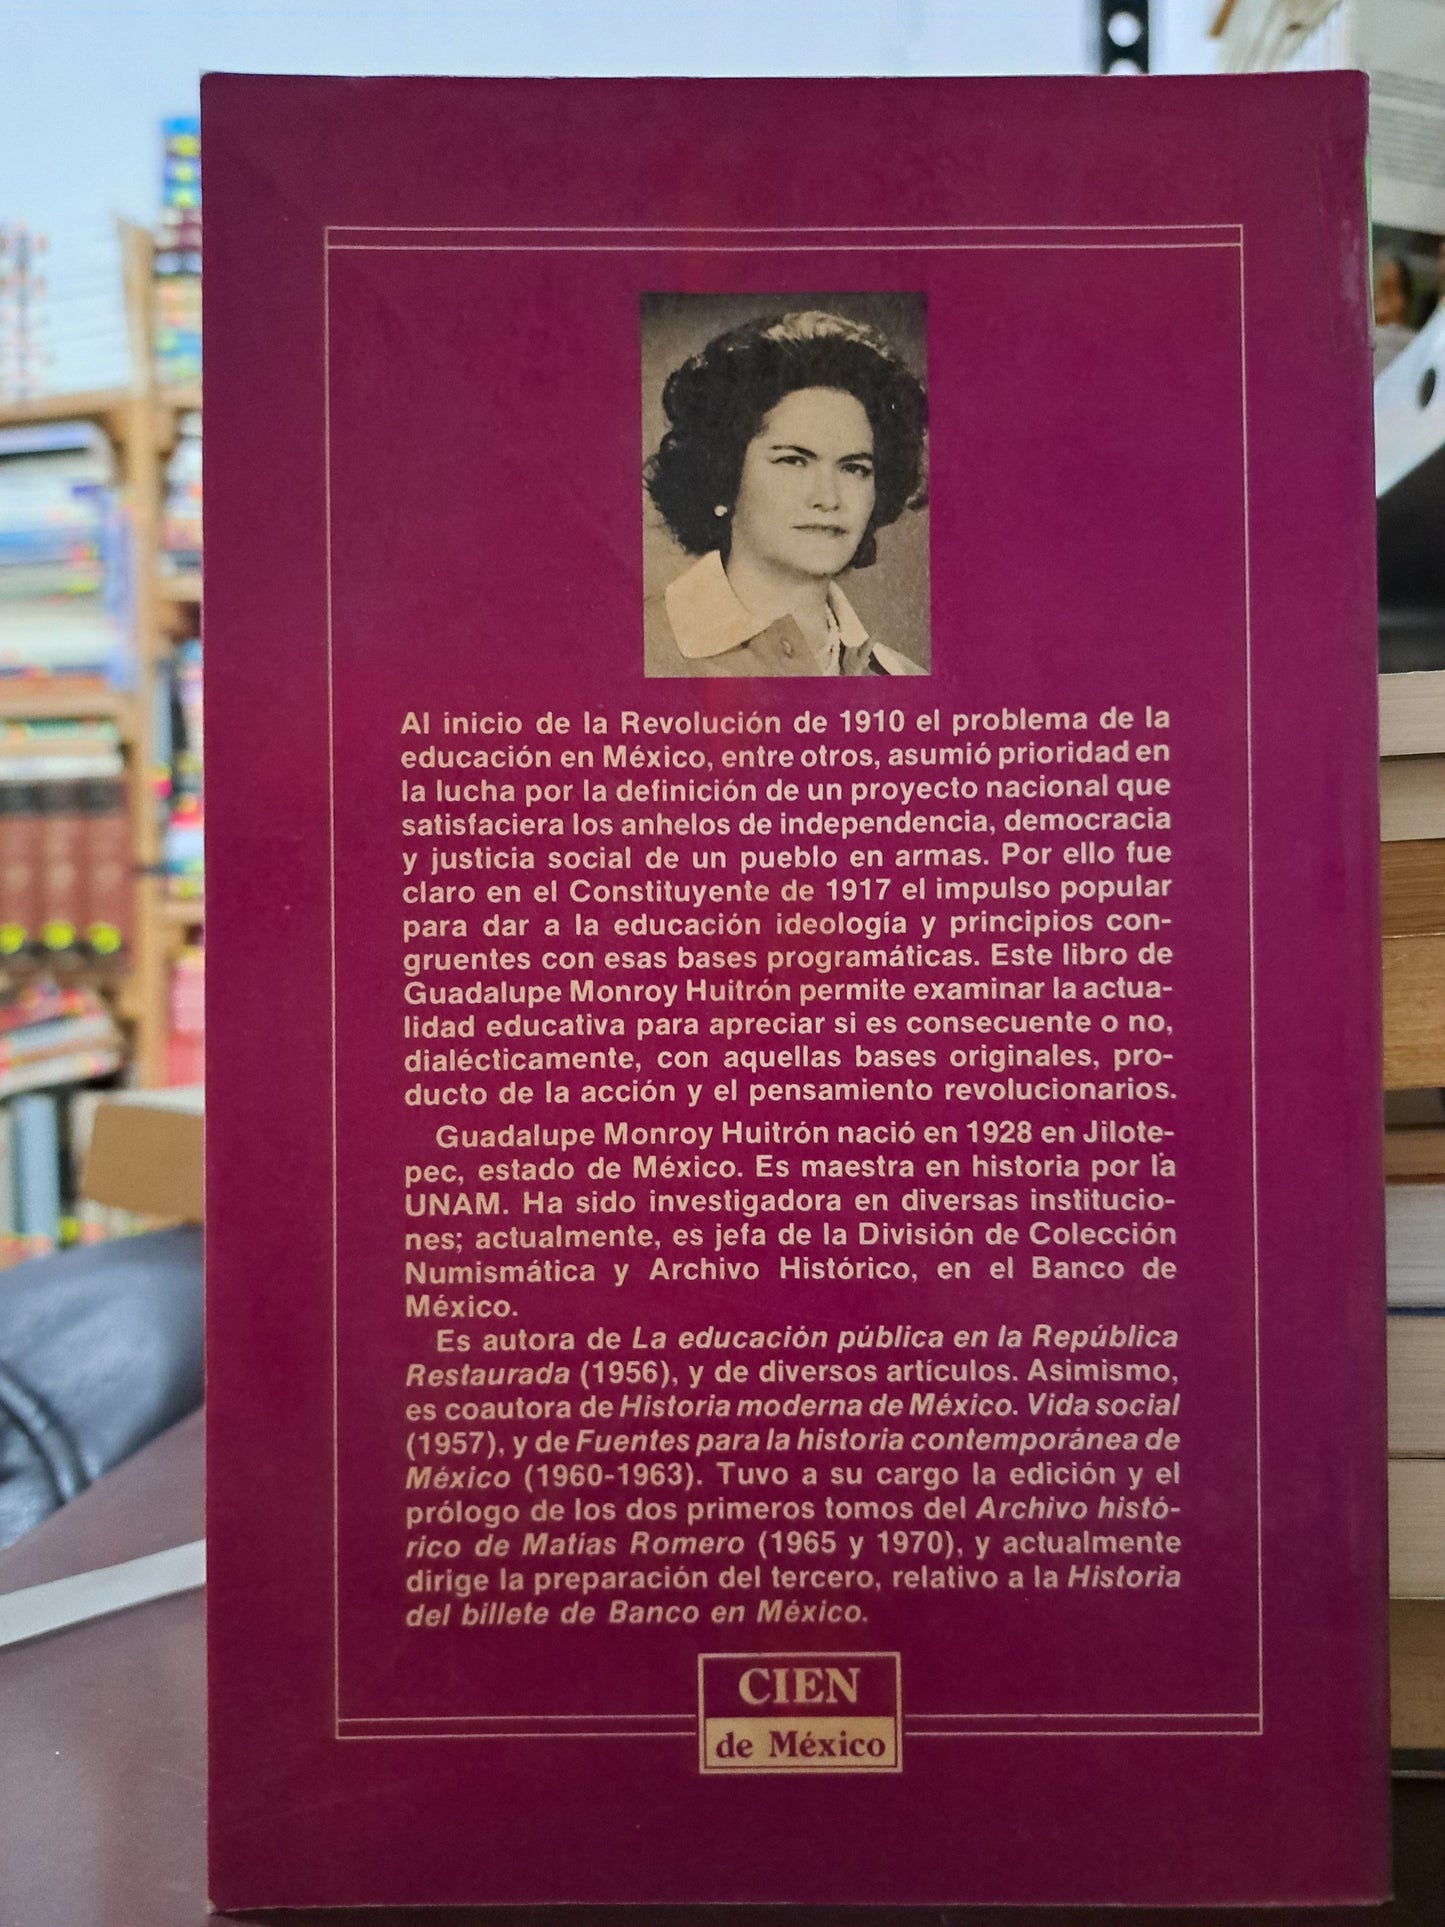 Al inicio de la Revolución de 1910 el problema de la
educación en México, entre otros, asumió prioridad en
la lucha por la definición de un proyecto nacional que
satisfaciera los anhelos de independencia, democracia
y justicia social de un pueblo en armas. Por ello fue
claro en el Constituyente de 1917 el impulso popular
para dar a la educación ideología y principios con-
gruentes con esas bases programáticas. Este libro de
Guadalupe Monroy Huitrón permite examinar la actua-
lidad educativa para apreciar si es consecuente o no,
dialécticamente, con aquellas bases originales, pro-
ducto de la acción y el pensamiento revolucionarios.
Guadalupe Monroy Huitrón nació en 1928 en Jilote-
pec, estado de México. Es maestra en historia por la
UNAM. Ha sido investigadora en diversas institucio-
nes; actualmente, es jefa de la División de Colección
Numismática y Archivo Histórico, en el Banco de
México.
Es autora de La educación pública en la República
Restaurada (1956), y de diversos artículos. Asimismo,
es coautora de Historia moderna de México. Vida social
(1957), y de Fuentes para la historia contemporánea de
México (1960-1963). Tuvo a su cargo la edición y el
prólogo de los dos primeros tomos del Archivo histó-
rico de Matías Romero (1965 y 1970), y actualmente
dirige la preparación del tercero, relativo a la Historia
del billete de Banco en México.
CIEN
de México